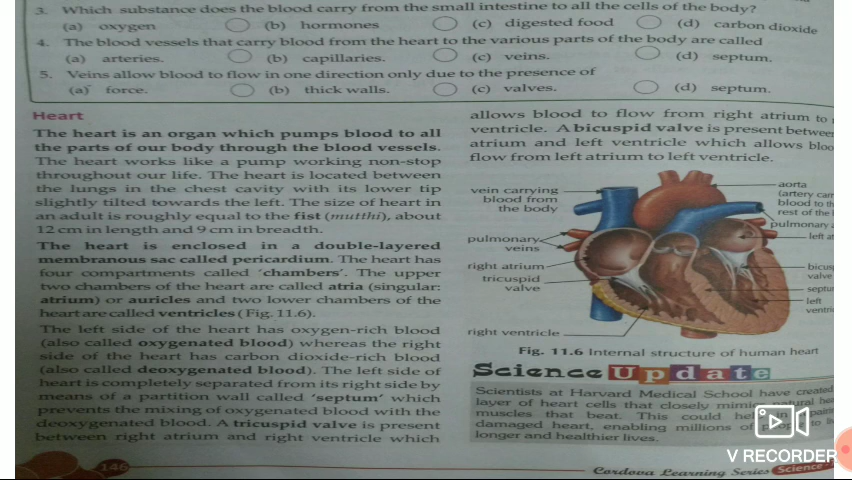 3. Which substance does the blood carry from the small intestine to all the cells of the body?
(a) oxygen (b) hormones (c) digested food (d) carbon dioxide
4. The blood vessels that carry blood from the heart to the various parts of the body are called
(a) arteries. (b) capillaries. (c) veins. (d) septum.
5. Veins allow blood to flow in one direction only due to the presence of
(a) force. (b) thick walls. (c) valves. (d) septum.
Heart
The heart is an organ which pumps blood to all
the parts of our body through the blood vessels.
The heart works like a pump working non-stop
throughout our life. The heart is located between
the lungs in the chest cavity with its lower tip
slightly tilted towards the left. The size of heart in
an adult is roughly equal to the fist (mutthi), about
12 cm in length and 9 cm in breadth.
The heart is enclosed in a double-layered
membranous sac called pericardium. The heart has
four compartments called 'chambers'. The upper
two chambers of the heart are called atria (singular:
atrium) or auricles and two lower chambers of the
heart are called ventricles (Fig. 11.6).
The left side of the heart has oxygen-rich blood
(also called oxygenated blood) whereas the right
side of the heart has carbon dioxide-rich blood
(also called deoxygenated blood). The left side of
heart is completely separated from its right side by
means of a partition wall called 'septum' which
prevents the mixing of oxygenated blood with the
deoxygenated blood. A tricuspid valve is present
between right atrium and right ventricle which
allows blood to flow from right atrium to
ventricle. A bicuspid valve is present
atrium and left ventricle which allows
flow from left atrium to left ventricle.
vein carrying
blood from
the body
pulmonary
veins
right atrium
tricuspid
valve
right ventricle
aorta
(artery
blood to
rest of the
pulmonary
left
valve
left
Fig. 11.6 Internal structure of human heart
Science Update
Scientists at Harvard Medical School have created
layer of heart cells that closely
muscles that beat. This could
damaged heart, enabling millions of
longer and healthier lives.
V RECORDER
146
Cordova Learning Series Science